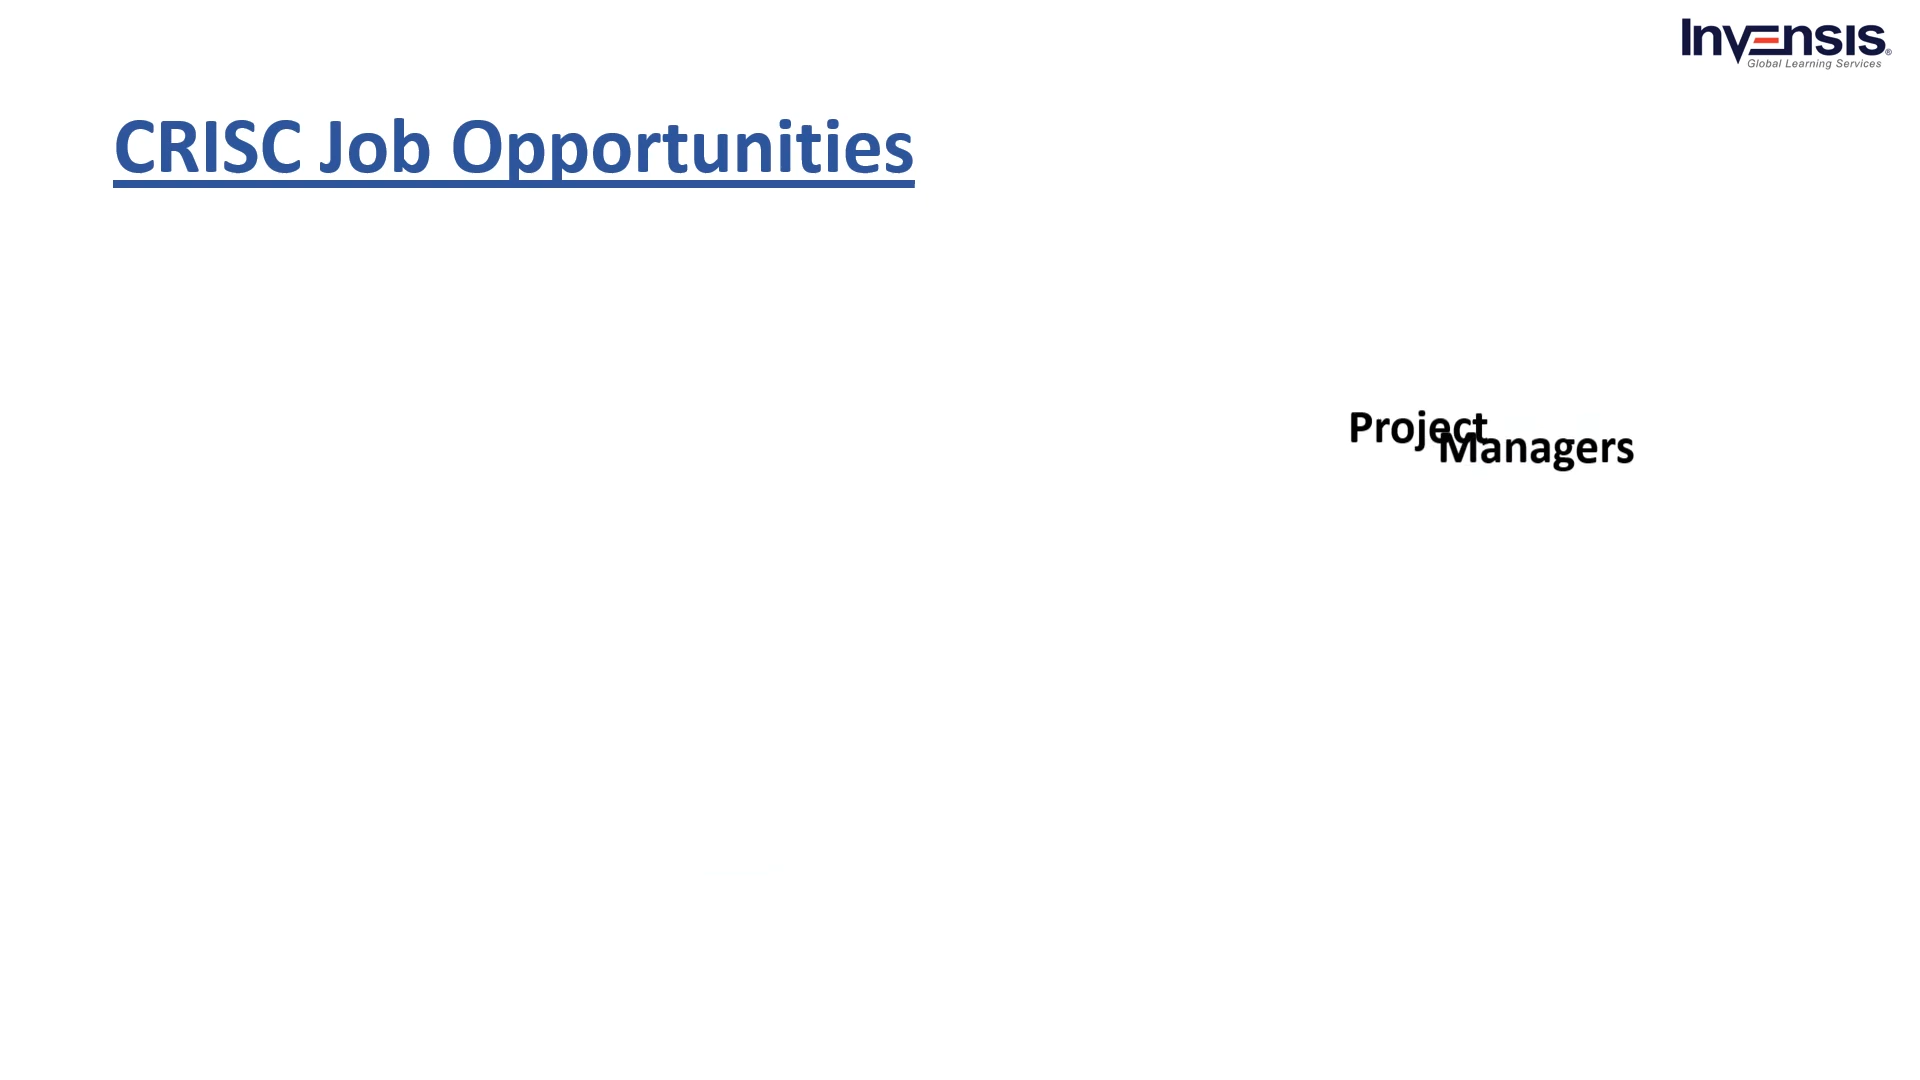 Invensis®
Global Learning Services
CRISC Job Opportunities
Project
Managers